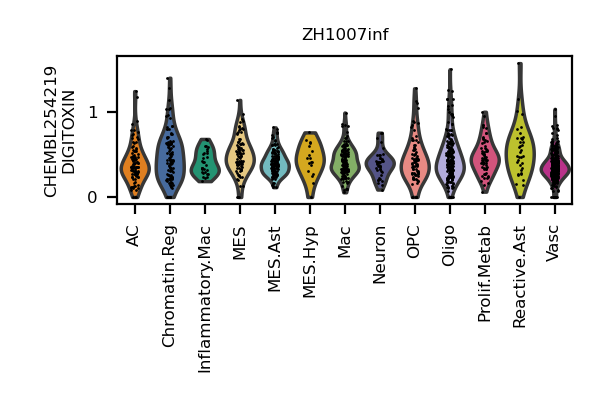 ZH1007inf
CHEMBL254219
DIGITOXIN
1
0
AC
Chromatin.Reg
Inflammatory.Mac
MES
MES.Ast
MES.Hyp
Mac
Neuron
OPC
Oligo
Prolif.Metab
Reactive.Ast
Vasc